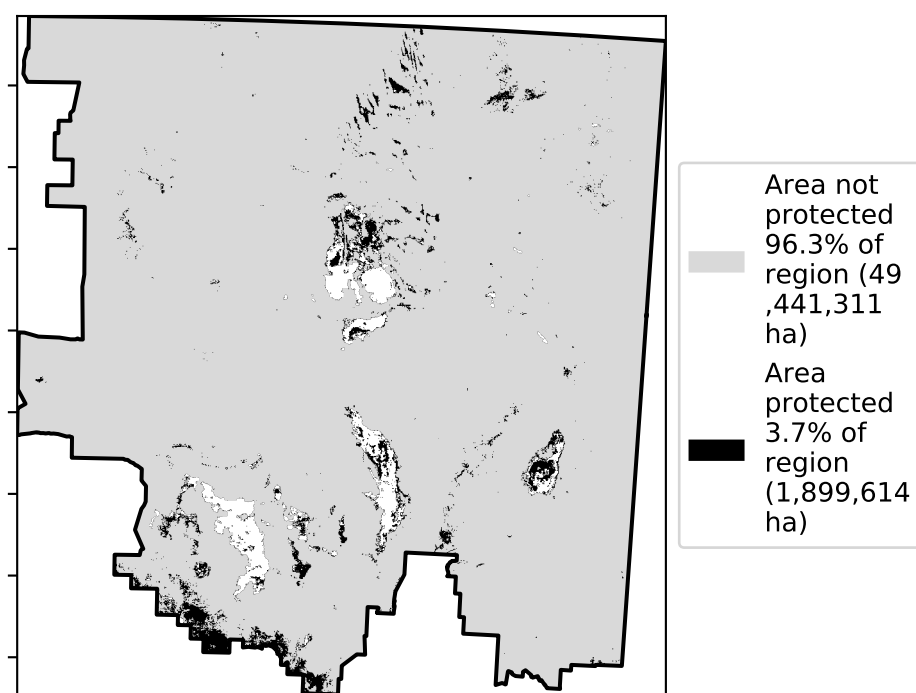 Area not
protected
96.3% of
region (49
,441,311
ha)
Area
protected
3.7% of
region
(1,899,614
ha)